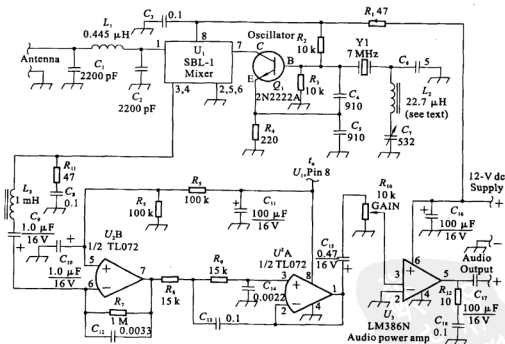 L₁
0.445 μH
Antenna
C₁
2200 pF
C₂
2200 pF
C₃ 0.1
1
8
7
U₁
SBL-1
Mixer
3,4
2,5,6
Oscillator
C
B
E
Q₁
2N2222A
R₁ 47
R₂
10 k
R₃
10k
R₄
220
C₄
910
C₅
910
Y1
7 MHz
C₆
5
L₂
22.7 μH
(see text)
C₇
532
R₁₁
47
C₈
0.1
L₃
1 mH
C₉
1.0 μF
16 V
C₁₀
1.0 μF
16 V
R₅
100 k
R₅
100k
C₁₁
100 μF
16 V
to
U₁, Pin 8
U₂B
1/2 TL072
5
6
7
R₇
1 M
C₁₂ 0.0033
R₈
15 k
R₉
15 k
C₁₃ 0.1
C₁₄
0.0022
U²A
1/2 TL072
3
8
2
4
1
C₁₅
0.47
16 V
R₁₀
10 k
GAIN
12-V dc
Supply
+
-
C₁₆
100 μF
16 V
6
3
2
4
5
U₃
LM386N
Audio power amp
Audio
Output
R₁₂
10
C₁₇
100 μF
16 V
C₁₈
0.1